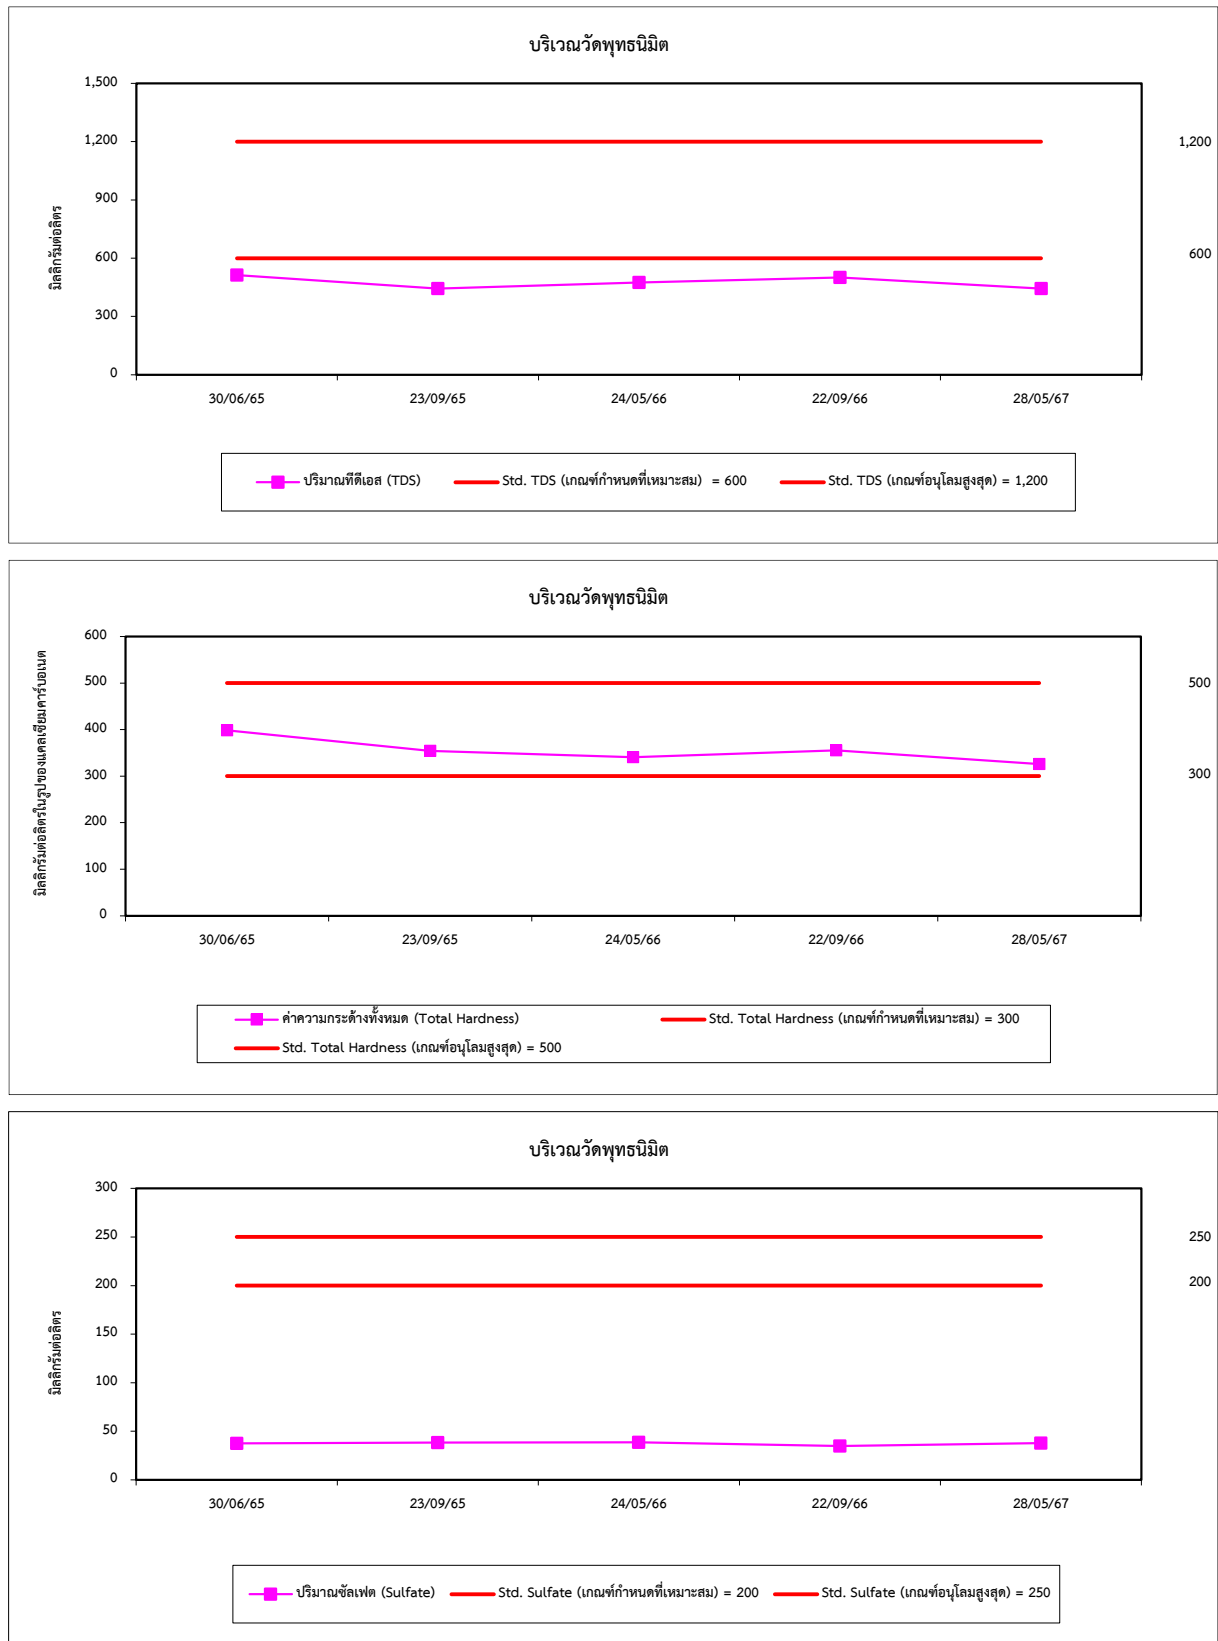 บริเวณวัดพุทธนิมิต
1,500
1,200
900
600
300
0
มิลลิกรัมต่อลิตร
1,200
600
30/06/65 23/09/65 24/05/66 22/09/66 28/05/67
ปริมาณทีดีเอส (TDS) Std. TDS (เกณฑ์กำหนดที่เหมาะสม) = 600 Std. TDS (เกณฑ์อนุโลมสูงสุด) = 1,200
บริเวณวัดพุทธนิมิต
600
500
400
300
200
100
0
มิลลิกรัมต่อลิตรในรูปของแคลเซียมคาร์บอเนต
500
300
30/06/65 23/09/65 24/05/66 22/09/66 28/05/67
ค่าความกระด้างทั้งหมด (Total Hardness) Std. Total Hardness (เกณฑ์กำหนดที่เหมาะสม) = 300
Std. Total Hardness (เกณฑ์อนุโลมสูงสุด) = 500
บริเวณวัดพุทธนิมิต
300
250
200
150
100
50
0
มิลลิกรัมต่อลิตร
250
200
30/06/65 23/09/65 24/05/66 22/09/66 28/05/67
ปริมาณซัลเฟต (Sulfate) Std. Sulfate (เกณฑ์กำหนดที่เหมาะสม) = 200 Std. Sulfate (เกณฑ์อนุโลมสูงสุด) = 250